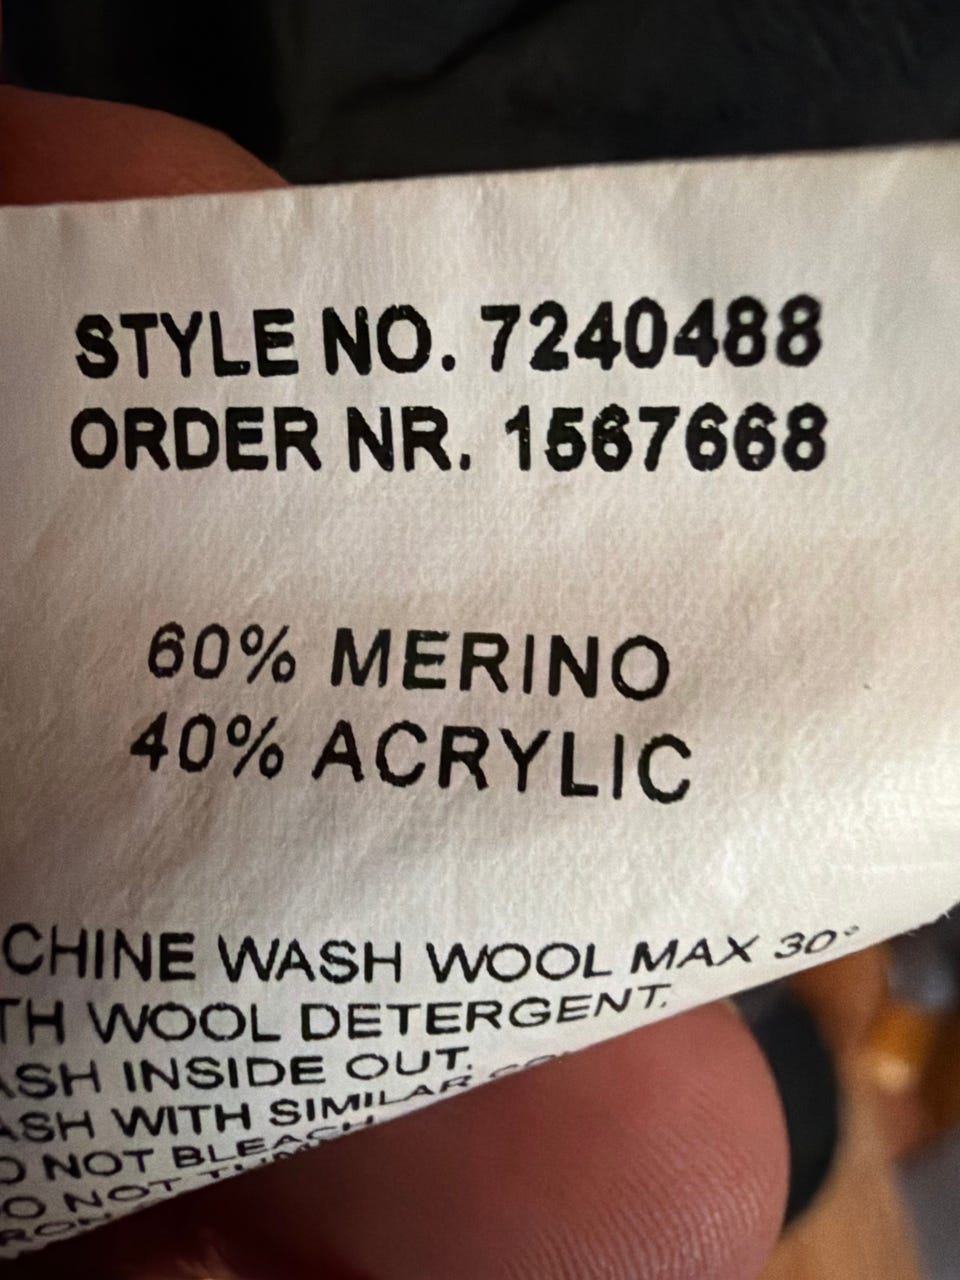 STYLE NO. 7240488
ORDER NR. 1567668
60% MERINO
40% ACRYLIC
CHINE WASH WOOL MAX 30°
TH WOOL DETERGENT.
ASH INSIDE OUT.
ASH WITH SIMILAR
O NOT BLEACH
O NOT